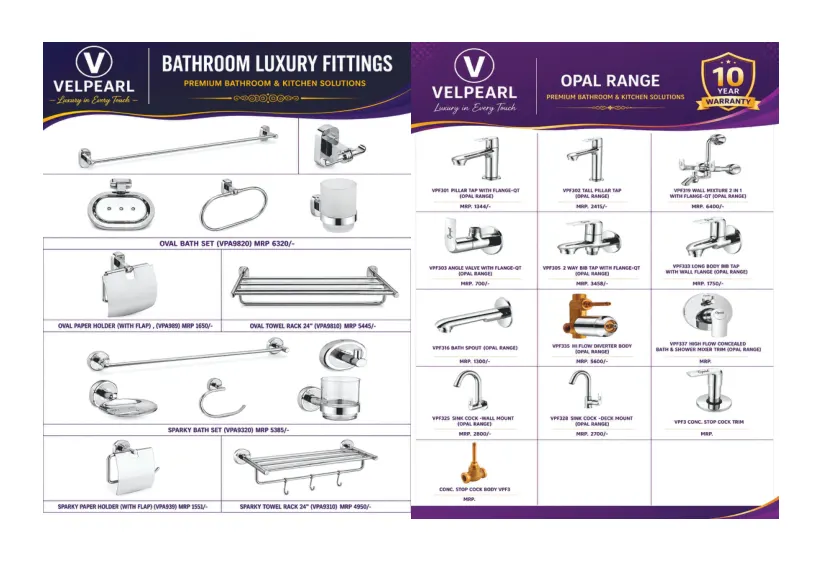 VELPEARL
Luxury in Every Touch
BATHROOM LUXURY FITTINGS
PREMIUM BATHROOM & KITCHEN SOLUTIONS
OVAL BATH SET (VPA9820) MRP 6320/-
OVAL PAPER HOLDER (WITH FLAP) , (VPA989) MRP 1650/-
OVAL TOWEL RACK 24" (VPA9810) MRP 5445/-
SPARKY BATH SET (VPA9320) MRP 5385/-
SPARKY PAPER HOLDER (WITH FLAP) (VPA939) MRP 1551/-
SPARKY TOWEL RACK 24" (VPA9310) MRP 4950/-
VELPEARL
Luxury in Every Touch
OPAL RANGE
PREMIUM BATHROOM & KITCHEN SOLUTIONS
10
YEAR
WARRANTY
VPF301 PILLAR TAP WITH FLANGE-QT
(OPAL RANGE)
MRP. 1344/-
VPF302 TALL PILLAR TAP
(OPAL RANGE)
MRP. 2415/-
VPF319 WALL MIXTURE 2 IN 1
WITH FLANGE-QT (OPAL RANGE)
MRP. 6400/-
VPF303 ANGLE VALVE WITH FLANGE-QT
(OPAL RANGE)
MRP. 700/-
VPF305 2 WAY BIB TAP WITH FLANGE-QT
(OPAL RANGE)
MRP. 3458/-
VPF333 LONG BODY BIB TAP
WITH WALL FLANGE (OPAL RANGE)
MRP. 1750/-
VPF316 BATH SPOUT (OPAL RANGE)
MRP. 1300/-
VPF335 HI FLOW DIVERTER BODY
(OPAL RANGE)
MRP. 5600/-
VPF337 HIGH FLOW CONCEALED
BATH & SHOWER MIXER TRIM (OPAL RANGE)
MRP.
VPF325 SINK COCK -WALL MOUNT
(OPAL RANGE)
MRP. 2800/-
VPF328 SINK COCK -DECK MOUNT
(OPAL RANGE)
MRP. 2700/-
VPF3 CONC. STOP COCK TRIM
MRP.
CONC. STOP COCK BODY VPF3
MRP.